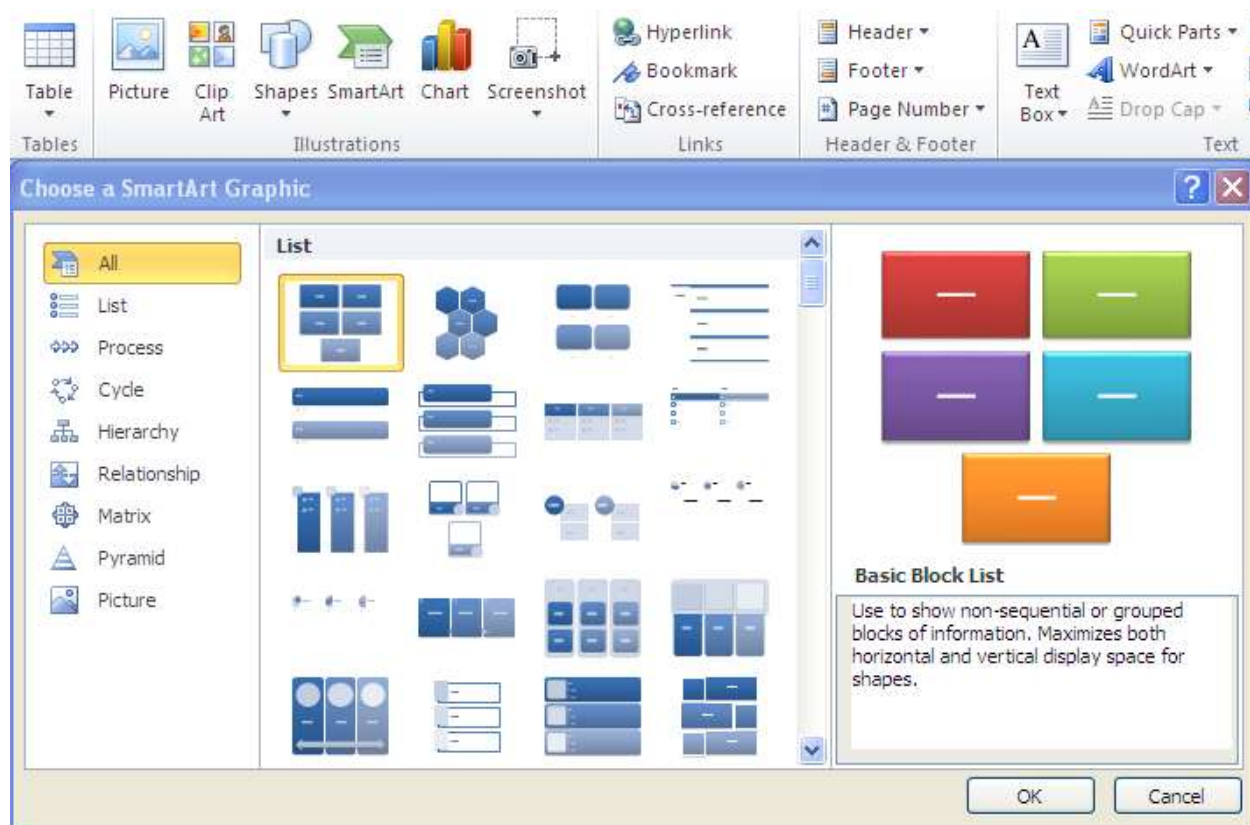 Table
Picture
Clip
Art
Shapes
SmartArt
Chart
Screenshot
Hyperlink
Bookmark
Cross-reference
Header
Footer
Page Number
A
Text
Box
Quick Parts
WordArt
Drop Cap
Tables
Illustrations
Links
Header & Footer
Text
Choose a SmartArt Graphic
All
List
Process
Cycle
Hierarchy
Relationship
Matrix
Pyramid
Picture
List
Basic Block List
Use to show non-sequential or grouped
blocks of information. Maximizes both
horizontal and vertical display space for
shapes.
OK
Cancel